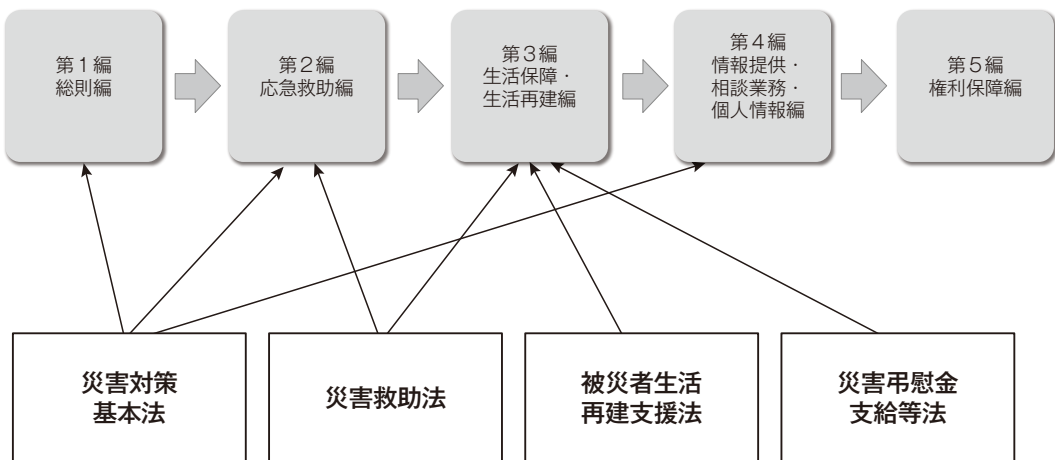 第１編
総則編
第２編
応急救助編
第３編
生活保障・
生活再建編
第４編
情報提供・
相談業務・
個人情報編
第５編
権利保障編
災害対策
基本法
災害救助法
被災者生活
再建支援法
災害弔慰金
支給等法